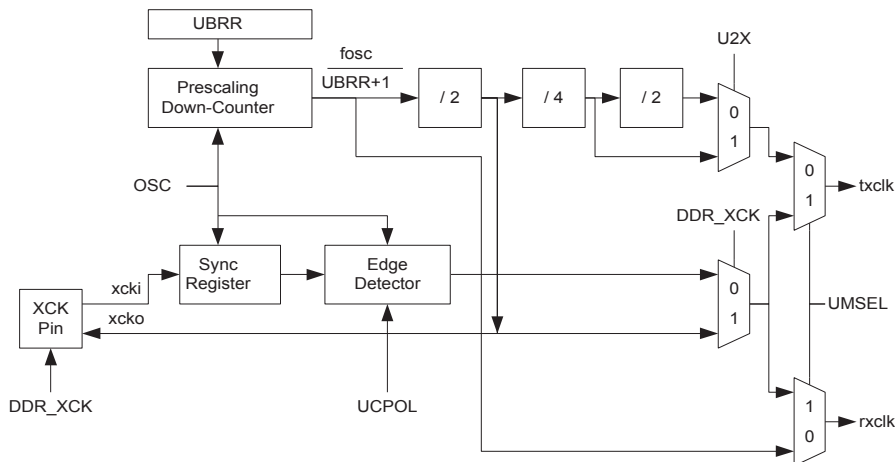 UBRR
fosc
UBRR+1
U2X
Prescaling
Down-Counter
/ 2
/ 4
/ 2
0
1
OSC
0
1
txclk
DDR_XCK
Sync
Register
Edge
Detector
xcki
0
1
XCK
Pin
xcko
UMSEL
DDR_XCK
UCPOL
1
0
rxclk